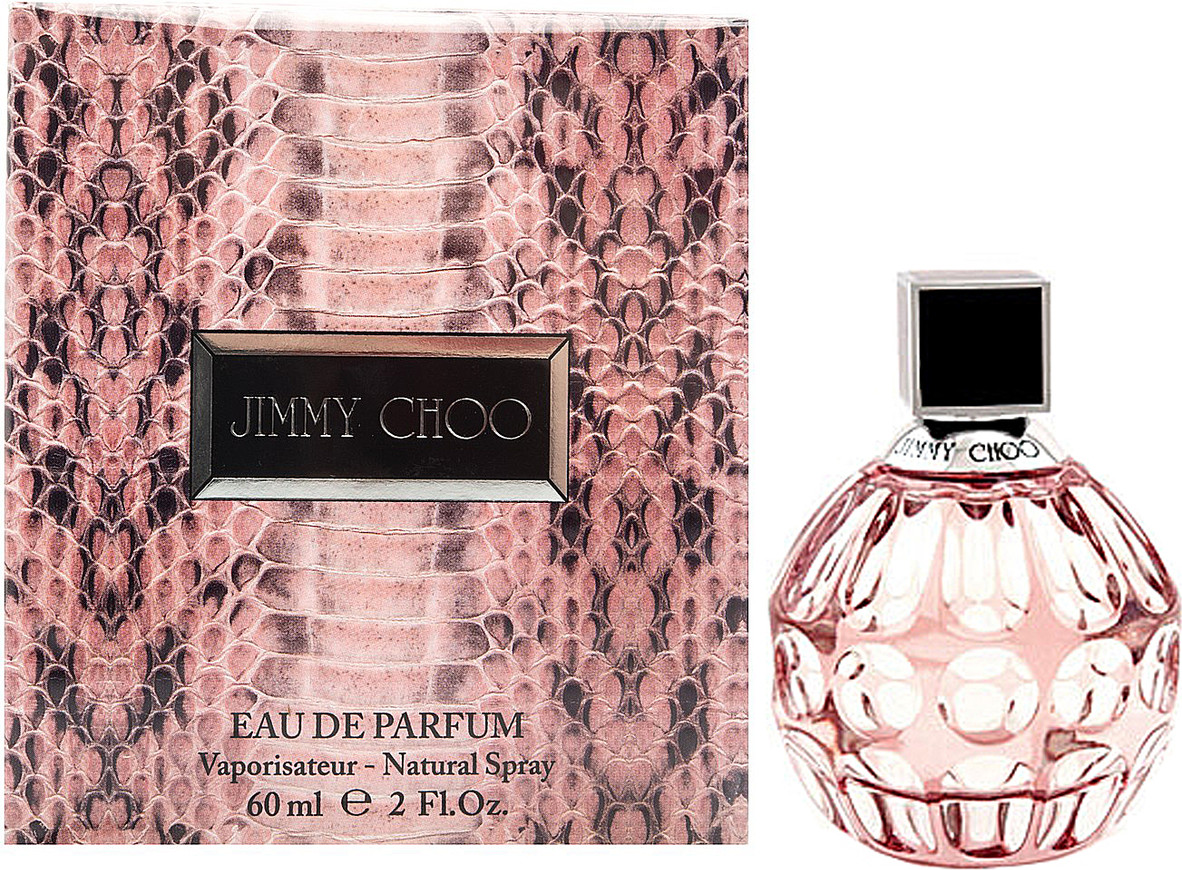 JIMMY CHOO
EAU DE PARFUM
Vaporisateur - Natural Spray
60 ml ℮ 2 Fl.Oz.
JIMMY CHOO